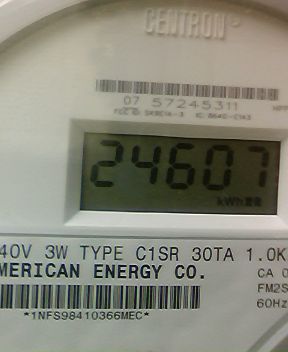 CENTRON
07 57245311
24607
kWh
40V 3W TYPE C1SR 30TA 1.0K
MERICAN ENERGY CO.
CA 0
FM2S
60Hz
*1NFS98410366MEC*